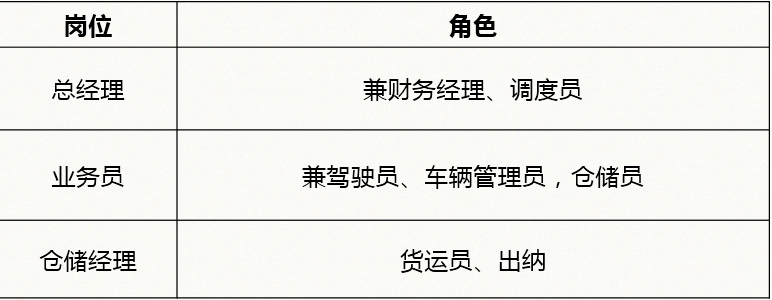 岗位 角色
总经理 兼财务经理、调度员
业务员 兼驾驶员、车辆管理员，仓储员
仓储经理 货运员、出纳